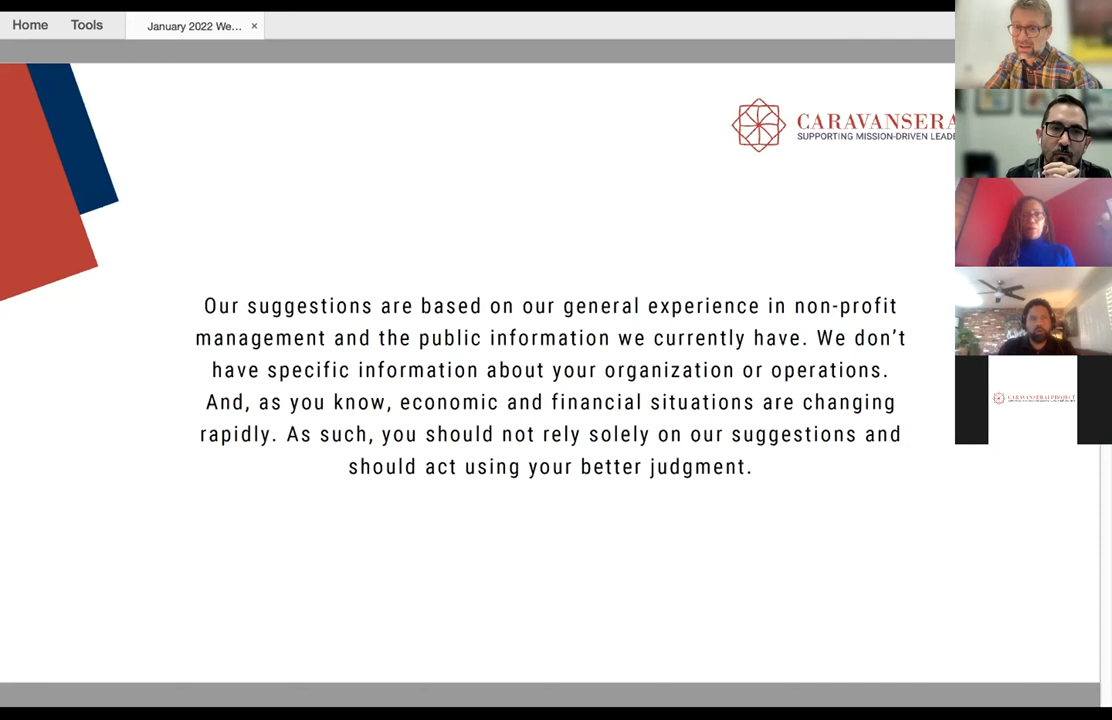 Home Tools January 2022 We... ×
CARAVANSERA
SUPPORTING MISSION-DRIVEN LEADE
Our suggestions are based on our general experience in non-profit
management and the public information we currently have. We don't
have specific information about your organization or operations.
And, as you know, economic and financial situations are changing
rapidly. As such, you should not rely solely on our suggestions and
should act using your better judgment.
CARAVANSERAI PROJECT